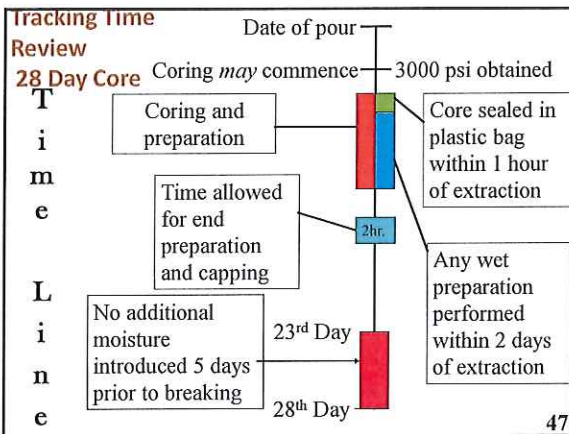 Tracking Time
Review
28 Day Core
Time Line
Date of pour
Coring may commence
3000 psi obtained
Coring and
preparation
Core sealed in
plastic bag
within 1 hour
of extraction
Time allowed
for end
preparation
and capping
2hr.
Any wet
preparation
performed
within 2 days
of extraction
No additional
moisture
introduced 5 days
prior to breaking
23rd Day
28th Day
47